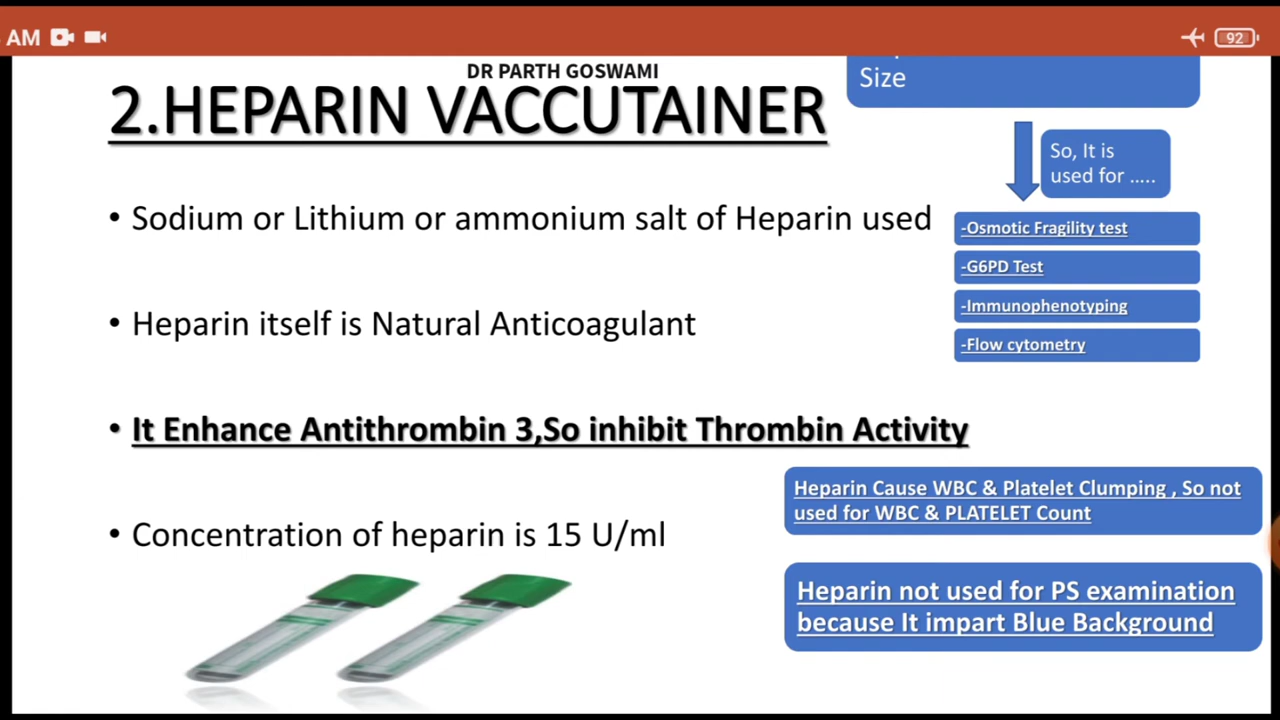 AM
92
DR PARTH GOSWAMI
2.HEPARIN VACCUTAINER
Size
So, It is
used for .....
• Sodium or Lithium or ammonium salt of Heparin used
-Osmotic Fragility test
-G6PD Test
-Immunophenotyping
-Flow cytometry
• Heparin itself is Natural Anticoagulant
• It Enhance Antithrombin 3,So inhibit Thrombin Activity
Heparin Cause WBC & Platelet Clumping , So not
used for WBC & PLATELET Count
• Concentration of heparin is 15 U/ml
Heparin not used for PS examination
because It impart Blue Background